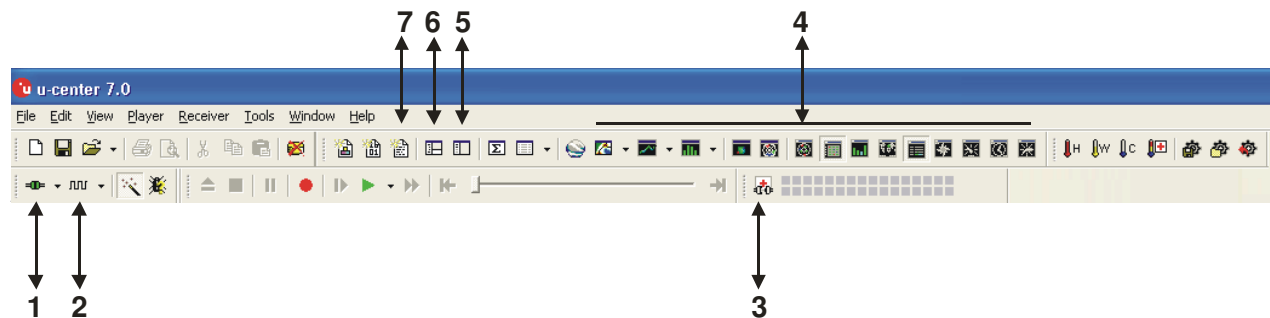 7 6 5 4
u u-center 7.0
File Edit View Player Receiver Tools Window Help
Σ H W C
1 2 3